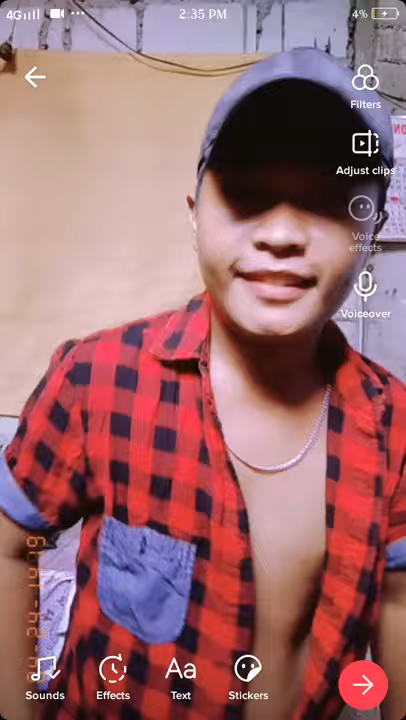 4G
2:35 PM
4%
Filters
Adjust clips
Voice
effects
Voiceover
Sounds
Effects
Aa
Text
Stickers